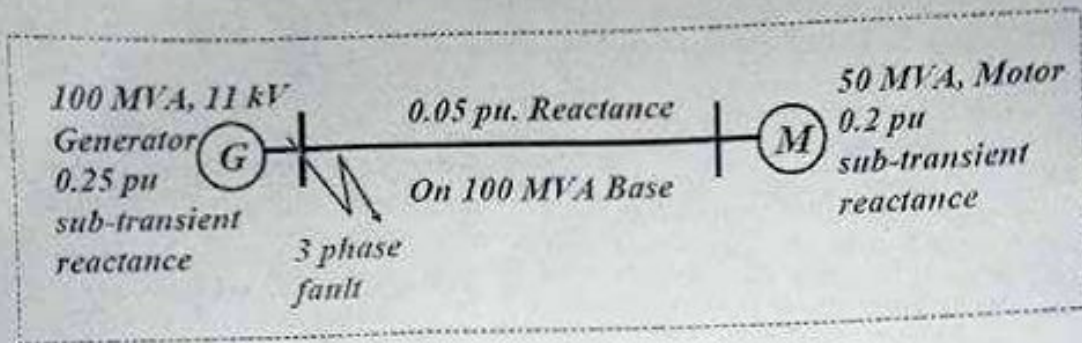 100 MVA, 11 kV
Generator
0.25 pu
sub-transient
reactance
G
3 phase
fault
0.05 pu. Reactance
On 100 MVA Base
M
50 MVA, Motor
0.2 pu
sub-transient
reactance